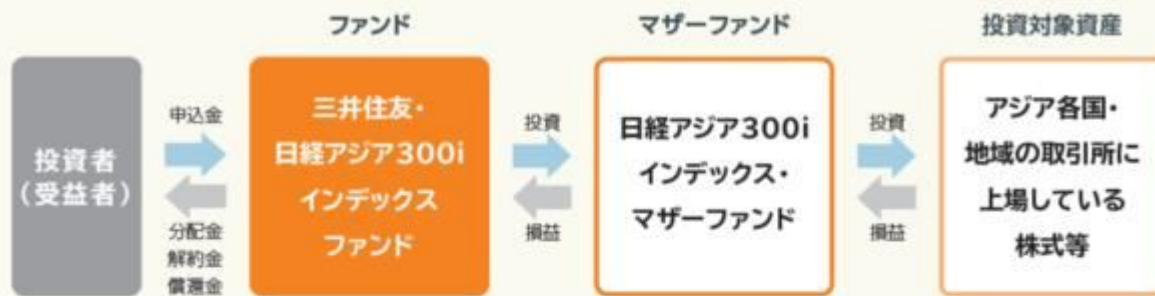 ファンド
マザーファンド
投資対象資産
投資者
（受益者）
申込金
分配金
解約金
償還金
三井住友・
日経アジア300i
インデックス
ファンド
投資
損益
日経アジア300i
インデックス・
マザーファンド
投資
損益
アジア各国・
地域の取引所に
上場している
株式等